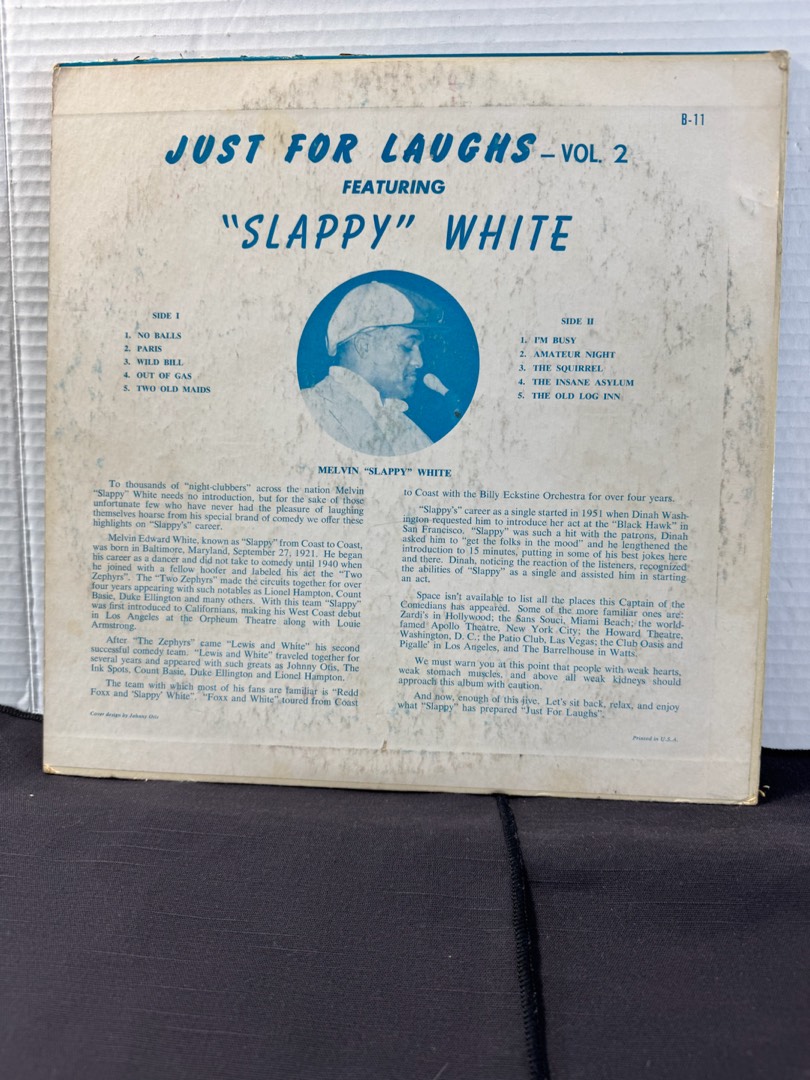 B-11
JUST FOR LAUGHS – VOL. 2
FEATURING
"SLAPPY" WHITE
SIDE I
1. NO BALLS
2. PARIS
3. WILD BILL
4. OUT OF GAS
5. TWO OLD MAIDS
SIDE II
1. I'M BUSY
2. AMATEUR NIGHT
3. THE SQUIRREL
4. THE INSANE ASYLUM
5. THE OLD LOG INN
MELVIN "SLAPPY" WHITE
To thousands of "night-clubbers" across the nation Melvin
"Slappy" White needs no introduction, but for the sake of those
unfortunate few who have never had the pleasure of laughing
themselves hoarse from his special brand of comedy we offer these
highlights on "Slappy's" career.
Melvin Edward White, known as "Slappy" from Coast to Coast,
was born in Baltimore, Maryland, September 27, 1921. He began
his career as a dancer and did not take to comedy until 1940 when
he joined with a fellow hoofer and labeled his act the "Two
Zephyrs". The "Two Zephyrs" made the circuits together for over
four years appearing with such notables as Lionel Hampton, Count
Basie, Duke Ellington and many others. With this team "Slappy"
was first introduced to Californians, making his West Coast debut
in Los Angeles at the Orpheum Theatre along with Louie
Armstrong.
After "The Zephyrs" came "Lewis and White" his second
successful comedy team. "Lewis and White" traveled together for
several years and appeared with such greats as Johnny Otis, The
Ink Spots, Count Basie, Duke Ellington and Lionel Hampton.
The team with which most of his fans are familiar is "Redd
Foxx and 'Slappy' White". "Foxx and White" toured from Coast
to Coast with the Billy Eckstine Orchestra for over four years.
"Slappy's" career as a single started in 1951 when Dinah Wash-
ington requested him to introduce her act at the "Black Hawk" in
San Francisco. "Slappy" was such a hit with the patrons, Dinah
asked him to "get the folks in the mood" and he lengthened the
introduction to 15 minutes, putting in some of his best jokes here
and there. Dinah, noticing the reaction of the listeners, recognized
the abilities of "Slappy" as a single and assisted him in starting
an act.
Space isn't available to list all the places this Captain of the
Comedians has appeared. Some of the more familiar ones are:
Zardi's in Hollywood; the Sans Souci, Miami Beach; the world-
famed Apollo Theatre, New York City; the Howard Theatre,
Washington, D. C.; the Patio Club, Las Vegas; the Club Oasis and
Pigalle' in Los Angeles, and The Barrelhouse in Watts.
We must warn you at this point that people with weak hearts,
weak stomach muscles, and above all weak kidneys should
approach this album with caution.
And now, enough of this jive. Let's sit back, relax, and enjoy
what "Slappy" has prepared "Just For Laughs".
Cover design by Johnny Otis
Printed in U.S.A.